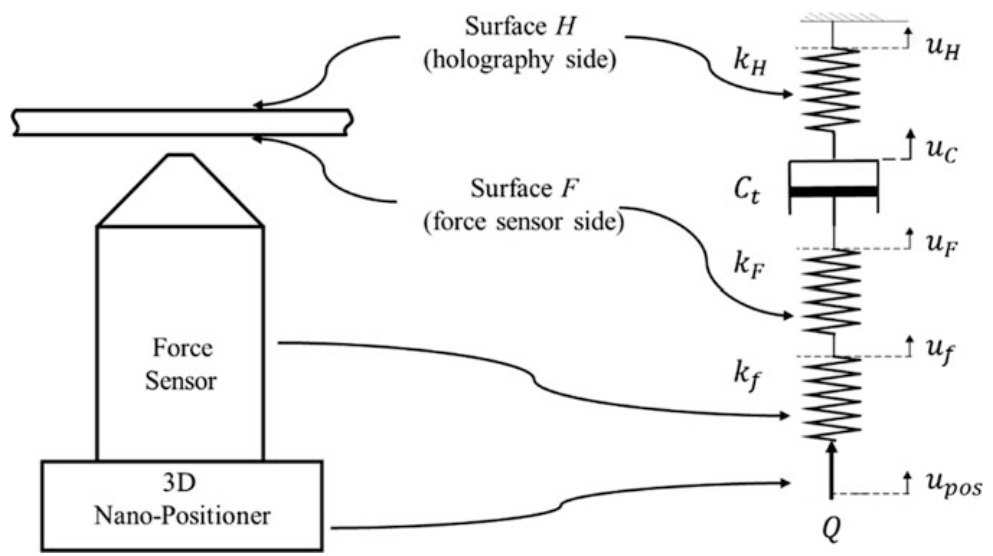 Surface H
(holography side)
Surface F
(force sensor side)
Force
Sensor
3D
Nano-Positioner
k_H
C_t
k_F
k_f
Q
u_H
u_C
u_F
u_f
u_{pos}